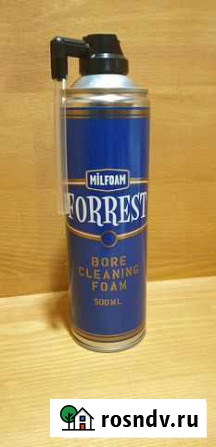 MILFOAM
FORREST
BORE
CLEANING
FOAM
500ML
rosndv.ru